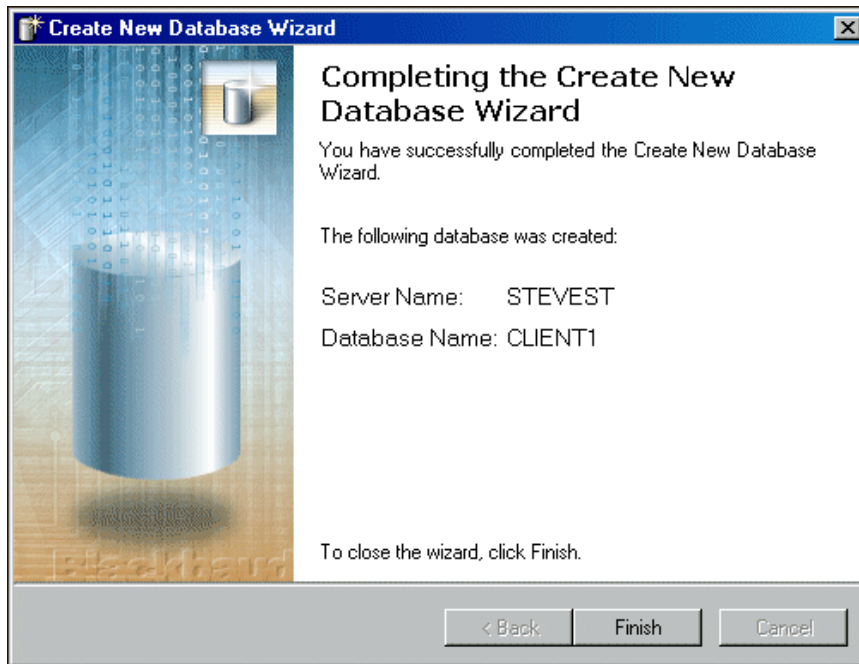 Create New Database Wizard
Completing the Create New
Database Wizard
You have successfully completed the Create New Database
Wizard.
The following database was created:
Server Name: STEVEST
Database Name: CLIENT1
To close the wizard, click Finish.
Blackbaud
< Back
Finish
Cancel